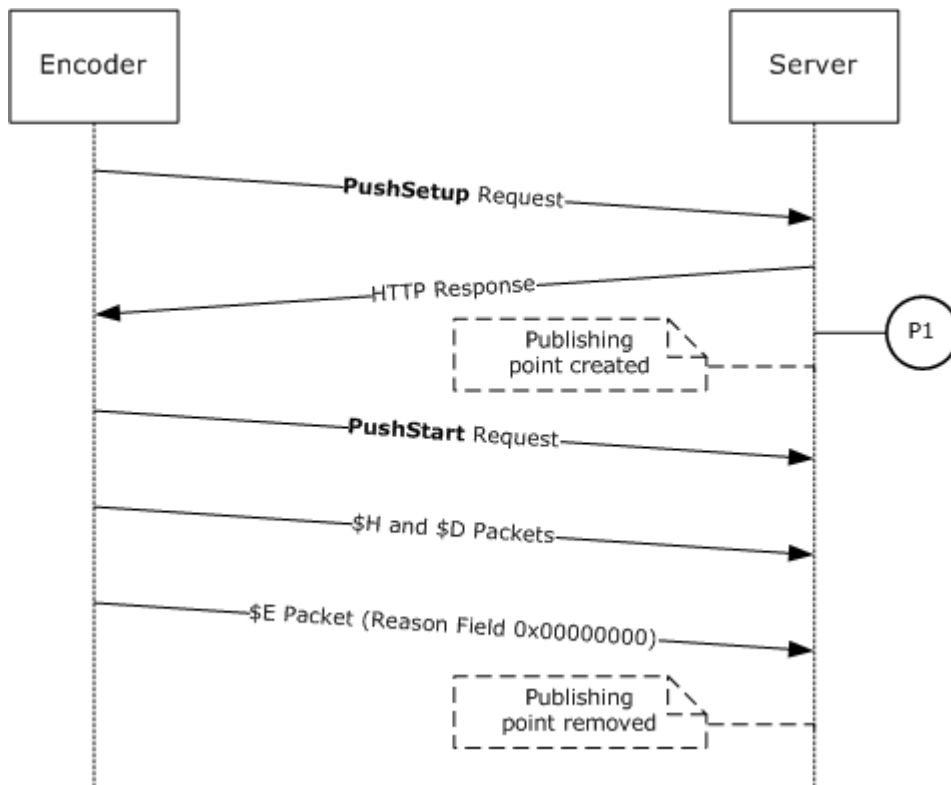 Encoder
Server
PushSetup Request
HTTP Response
Publishing
point created
P1
PushStart Request
$H and $D Packets
$E Packet (Reason Field 0x00000000)
Publishing
point removed